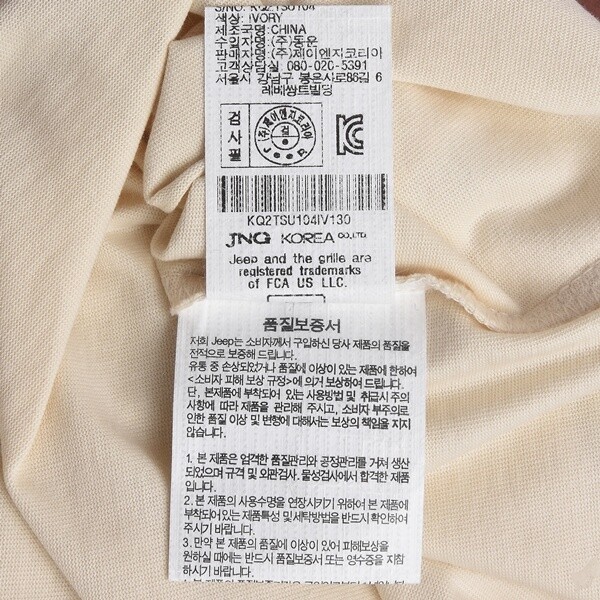 S/NO: KQ2TSU104
색상: IVORY
제조국명:CHINA
수입자명:(주)동운
판매자명:(주)제이엔지코리아
고객상담실 080-020-5391
서울시 강남구 봉은사로86길 6
레베쌍트빌딩
검사필
(주)제이엔지코리아
검
KC
KQ2TSU104IV130
JNG KOREA CO.,LTD
Jeep and the grille are
registered trademarks
of FCA US LLC.
품질보증서
저희 Jeep는 소비자께서 구입하신 당사 제품의 품질을
전적으로 보증해 드립니다.
유통 중 손상되었거나 품질에 이상이 있는 제품에 한하여
<소비자 피해 보상 규정>에 의거 보상하여 드립니다.
단, 본제품에 부착되어 있는 사용방법 및 취급시 주의
사항에 따라 제품을 관리해 주시고, 소비자 부주의로
인한 품질 이상 및 변형에 대해서는 보상의 책임을 지지
않습니다.
1. 본 제품은 엄격한 품질관리와 공정관리를 거쳐 생산
되었으며 규격 및 외관검사, 물성검사에서 합격한 제품
입니다.
2. 본 제품의 사용수명을 연장시키기 위하여 본 제품에
부착되어있는 제품특성 및 세탁방법을 반드시 확인하여
주시기 바랍니다.
3. 만약 본 제품의 품질에 이상이 있어 피해보상을
원하실 때에는 반드시 품질보증서 또는 영수증을 지참
하시기 바랍니다.